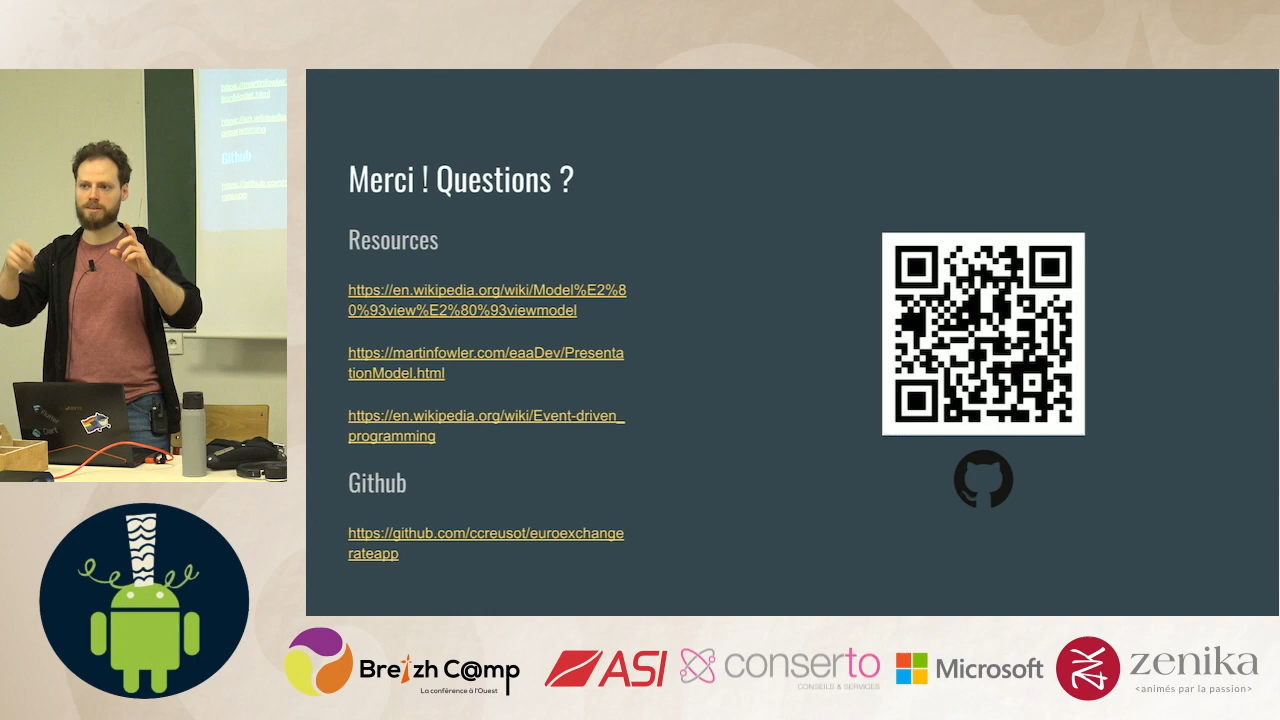 Merci ! Questions ?
Resources
https://en.wikipedia.org/wiki/Model%E2%8
0%93view%E2%80%93viewmodel
https://martinfowler.com/eaaDev/Presenta
tionModel.html
https://en.wikipedia.org/wiki/Event-driven_
programming
Github
https://github.com/ccreusot/euroexchange
rateapp
Github
Breizh C@mp
La conférence à l'Ouest
ASI
conserto
CONSEILS & SERVICES
Microsoft
zenika
<animés par la passion>